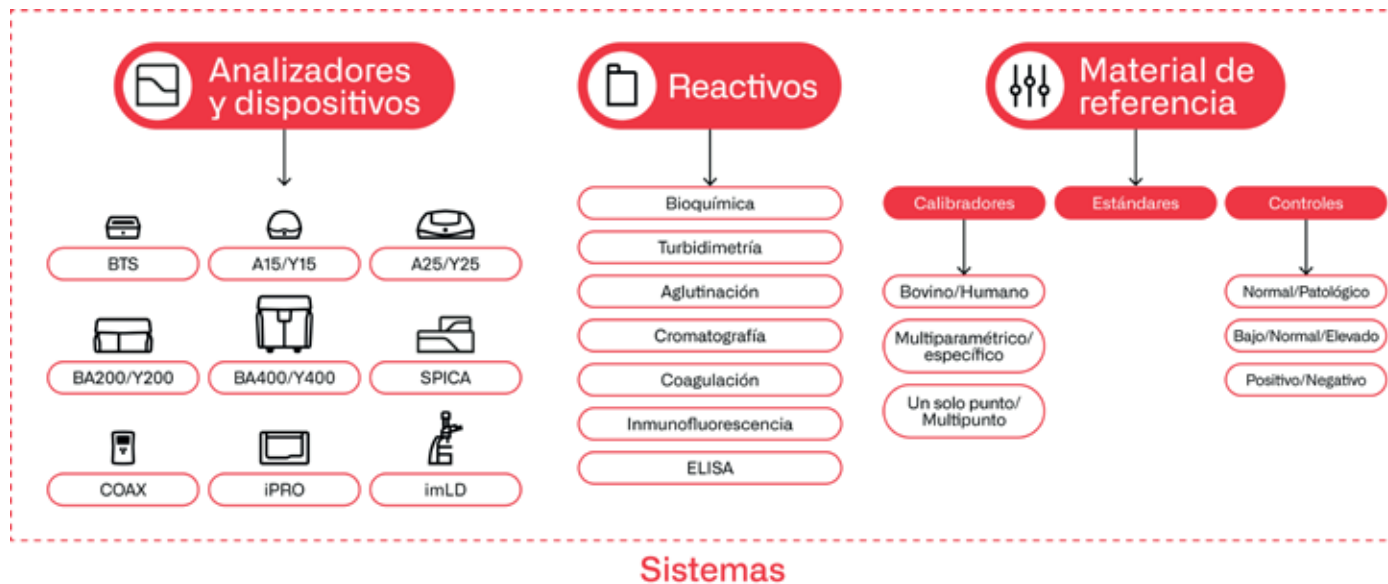 Analizadores
y dispositivos
BTS
A15/Y15
A25/Y25
BA200/Y200
BA400/Y400
SPICA
COAX
iPRO
imLD
Reactivos
Bioquímica
Turbidimetría
Aglutinación
Cromatografía
Coagulación
Inmunofluorescencia
ELISA
Material de
referencia
Calibradores
Bovino/Humano
Multiparamétrico/
específico
Un solo punto/
Multipunto
Estándares
Controles
Normal/Patológico
Bajo/Normal/Elevado
Positivo/Negativo
Sistemas